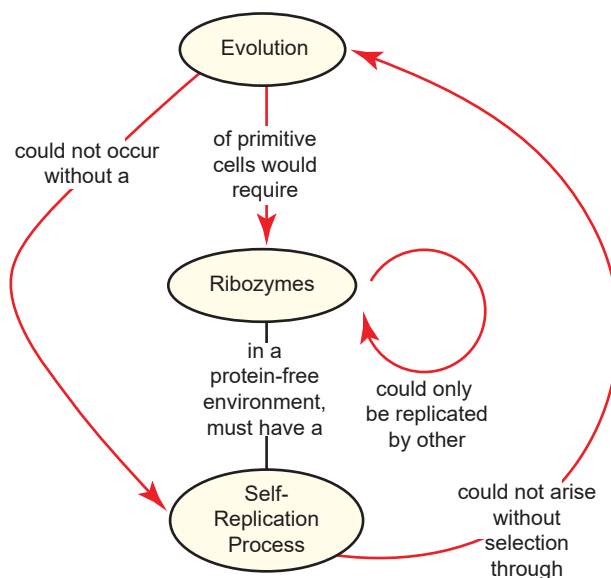 Evolution
could not occur
without a
of primitive
cells would
require
Ribozymes
in a
protein-free
environment,
must have a
could only
be replicated
by other
Self-
Replication
Process
could not arise
without
selection
through